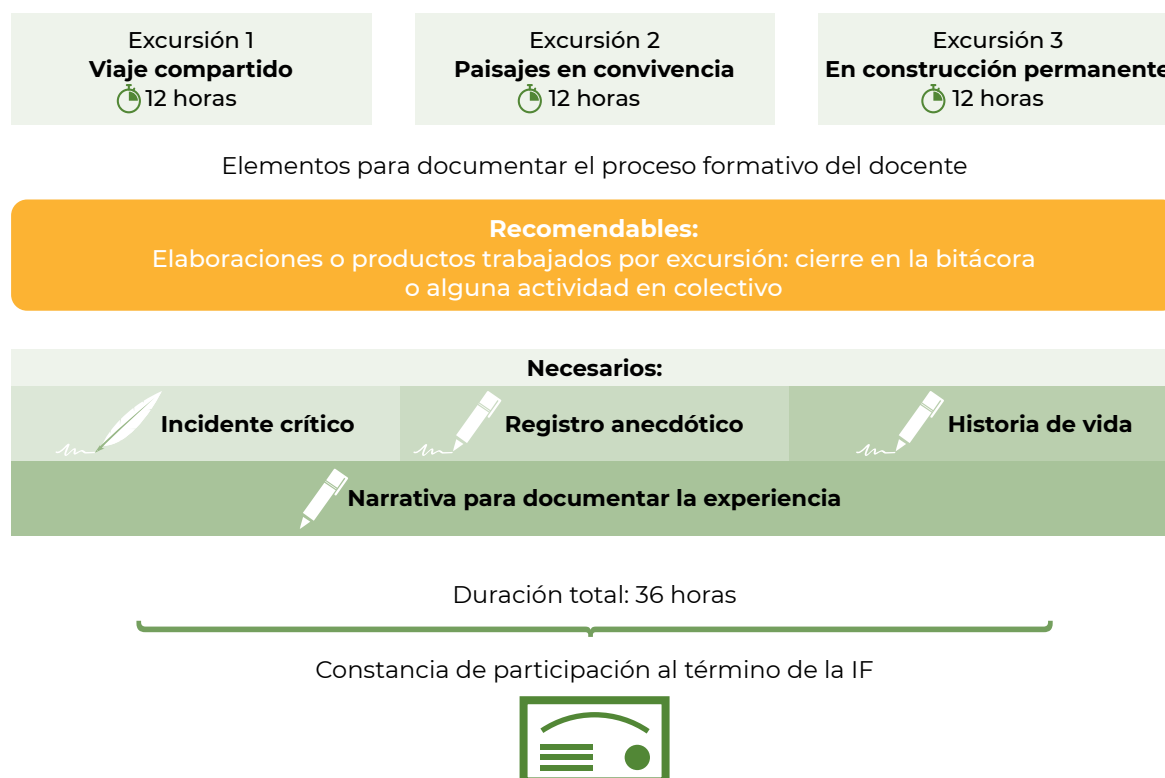 Excursión 1
Viaje compartido
12 horas
Excursión 2
Paisajes en convivencia
12 horas
Excursión 3
En construcción permanente
12 horas
Elementos para documentar el proceso formativo del docente
Recomendables:
Elaboraciones o productos trabajados por excursión: cierre en la bitácora
o alguna actividad en colectivo
Necesarios:
Incidente crítico
Registro anecdótico
Historia de vida
Narrativa para documentar la experiencia
Duración total: 36 horas
Constancia de participación al término de la IF